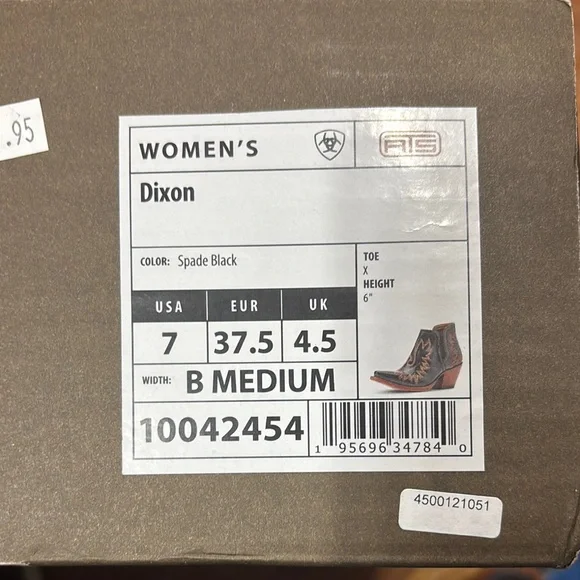 .95
WOMEN'S
ATS
Dixon
COLOR: Spade Black
TOE
X
HEIGHT
6"
USA EUR UK
7 37.5 4.5
WIDTH: B MEDIUM
10042454
1 95696 34784 0
4500121051